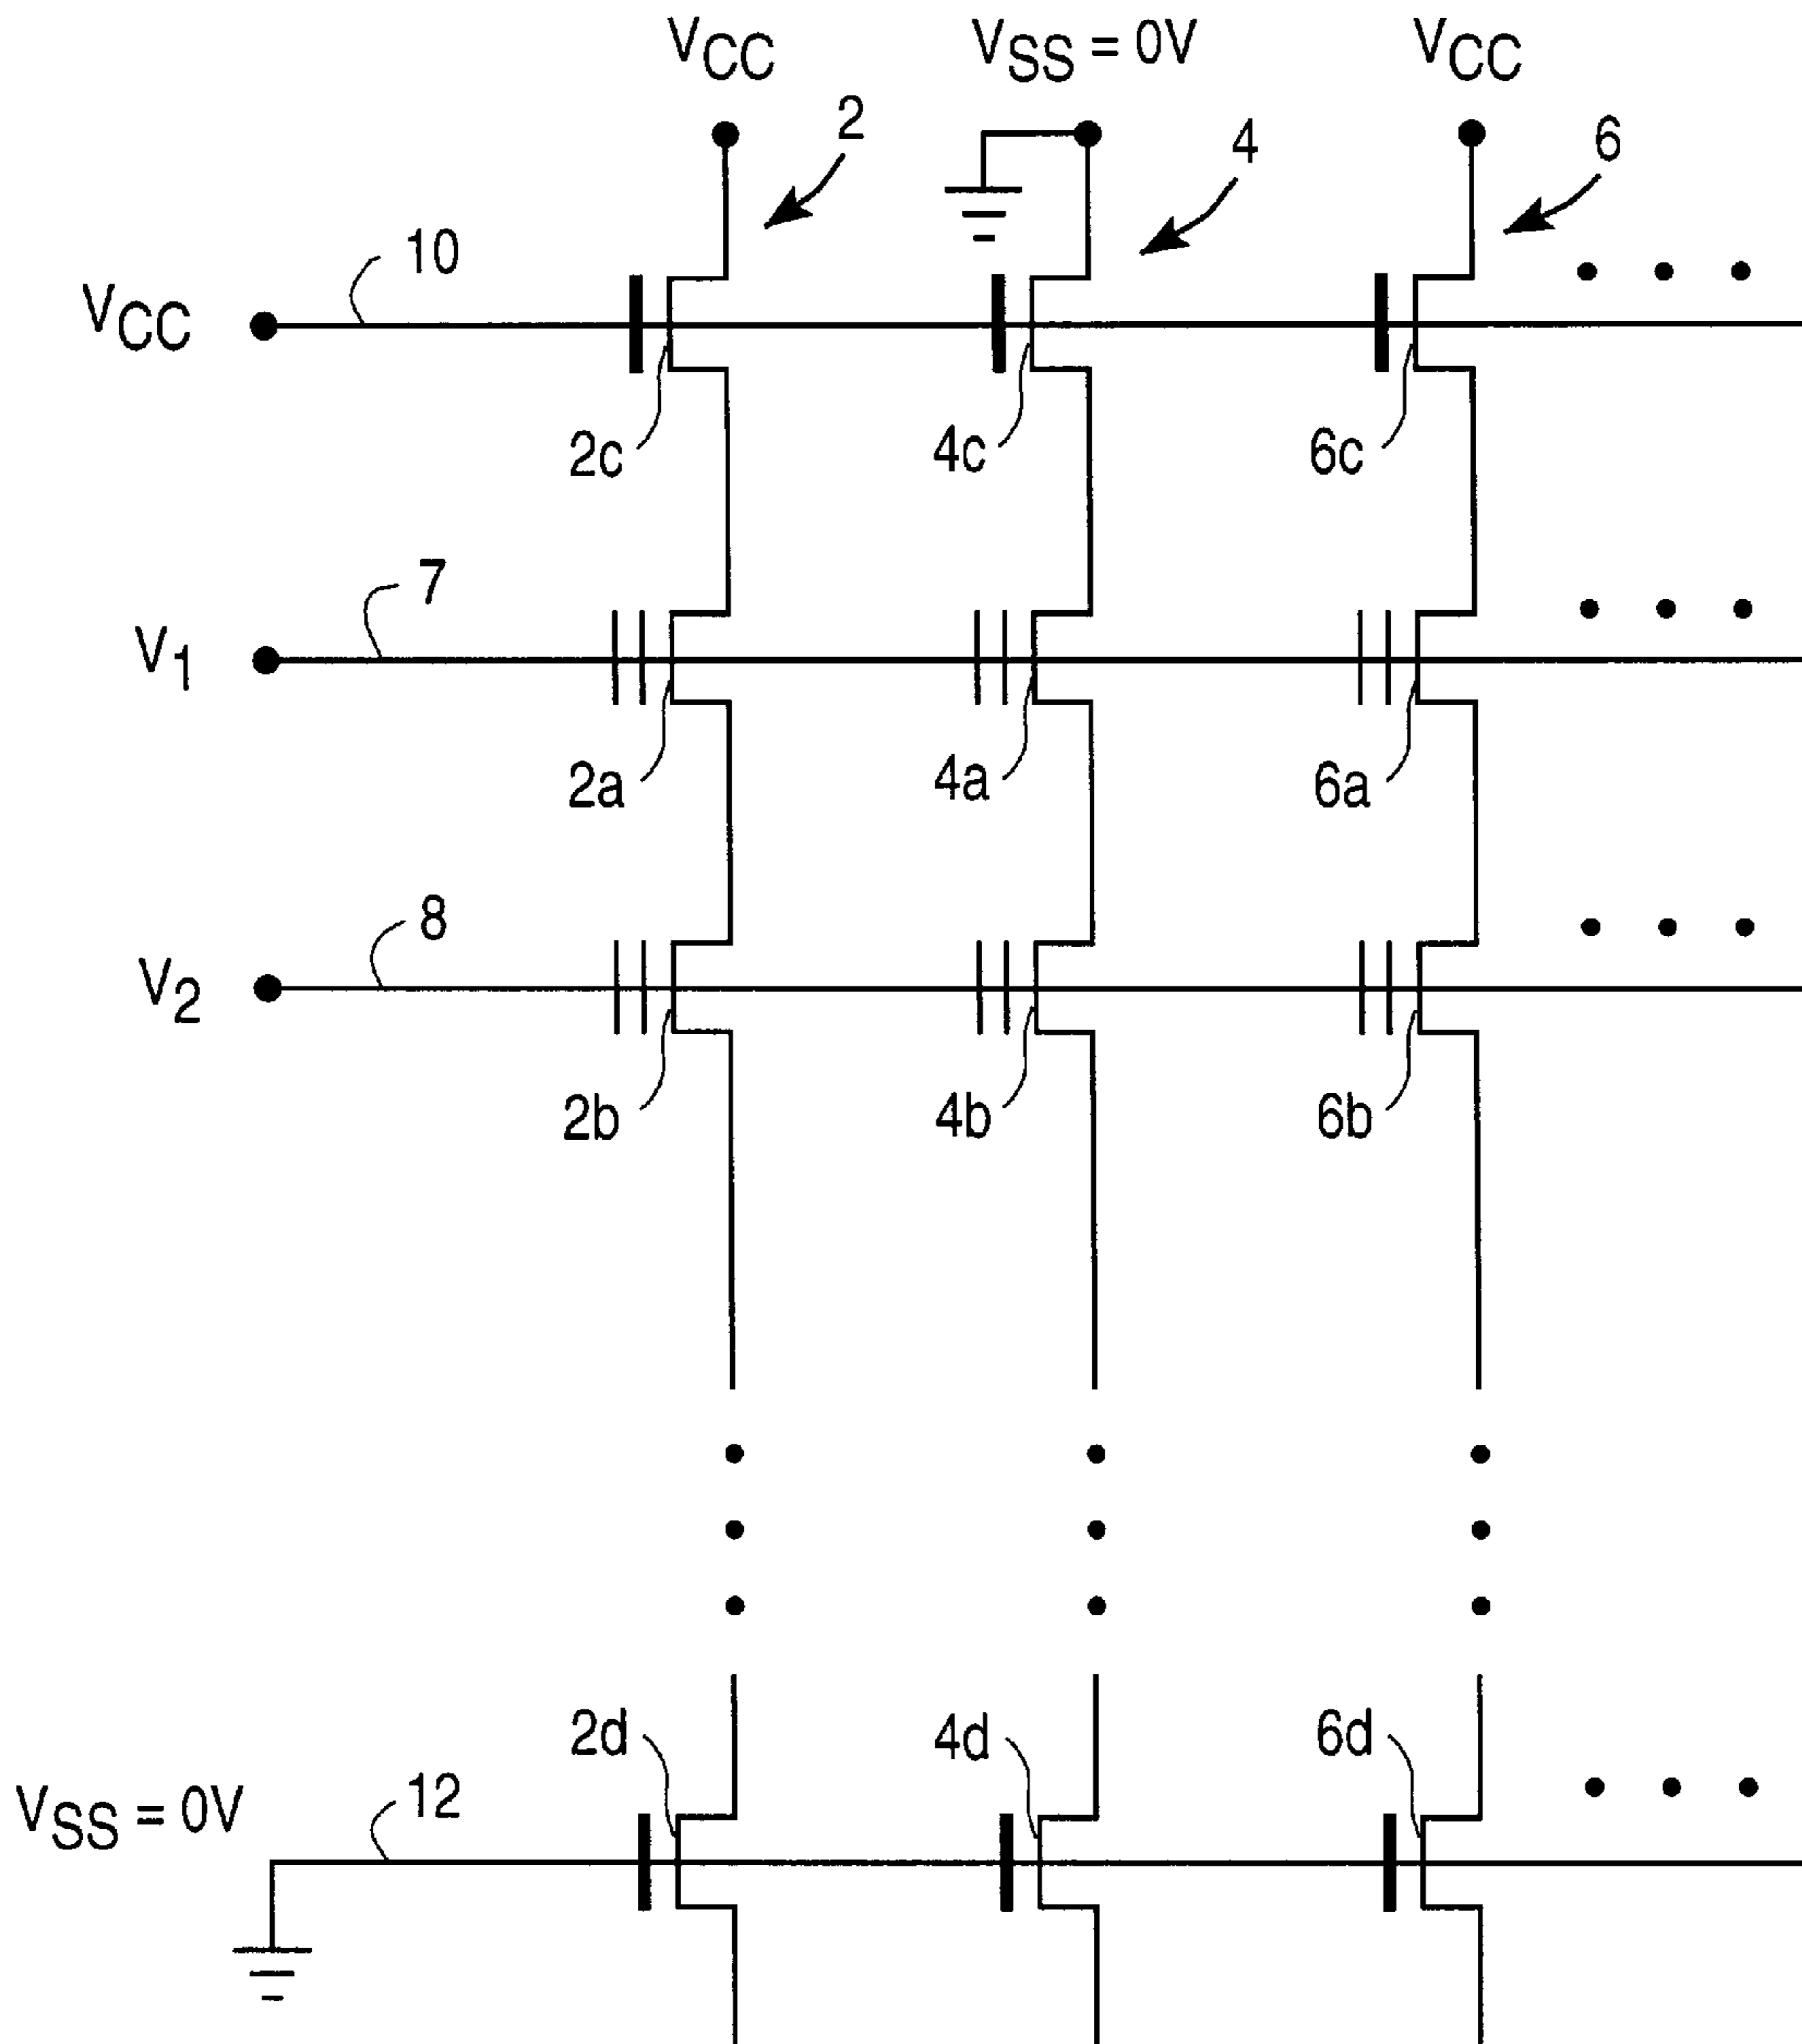 VCC VSS = 0V VCC
2 4 6
10
VCC
2c 4c 6c
7
V1
2a 4a 6a
8
V2
2b 4b 6b
2d 4d 6d
12
VSS = 0V